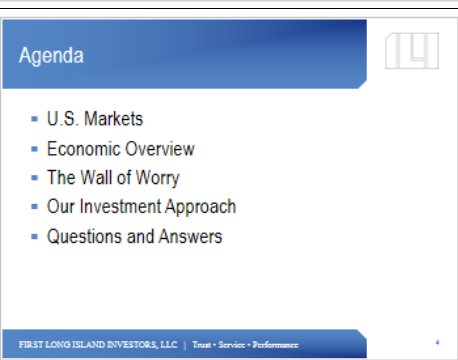 Agenda
U.S. Markets
Economic Overview
The Wall of Worry
Our Investment Approach
Questions and Answers
FIRST LONG ISLAND INVESTORS, LLC | Trust • Service • Performance
4